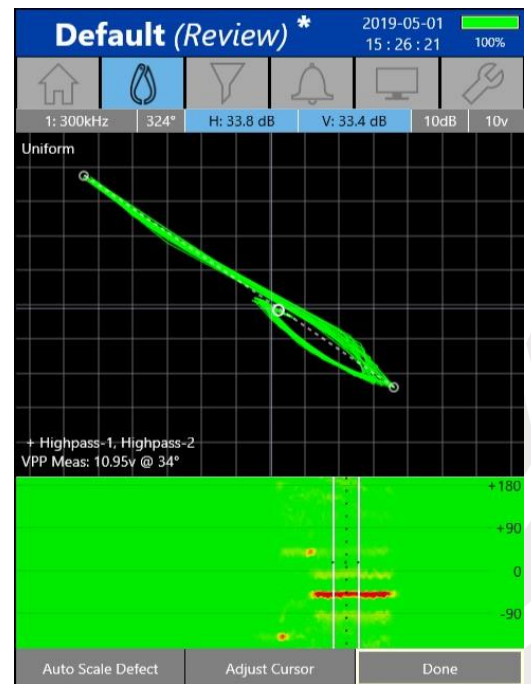 Default (Review) *
2019-05-01
15 : 26 : 21
100%
1: 300kHz 324° H: 33.8 dB V: 33.4 dB 10dB 10v
Uniform
+ Highpass-1, Highpass-2
VPP Meas: 10.95v @ 34°
+180
+90
0
-90
Auto Scale Defect Adjust Cursor Done